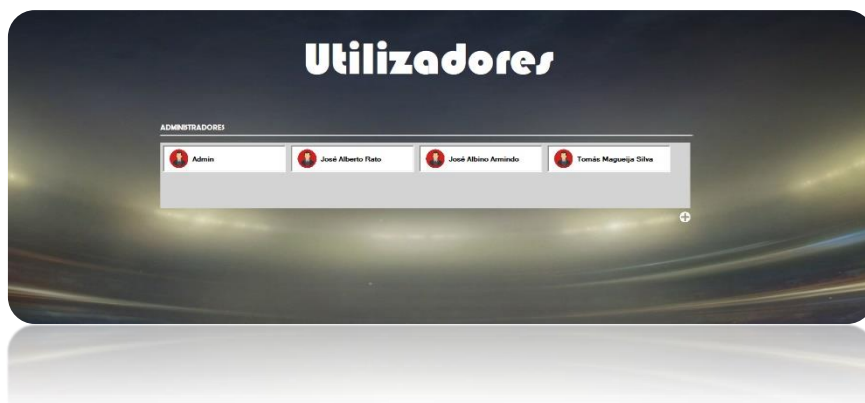 Utilizadores
ADMINISTRADORES
Admin
José Alberto Rato
José Albino Armindo
Tomás Magueija Silva